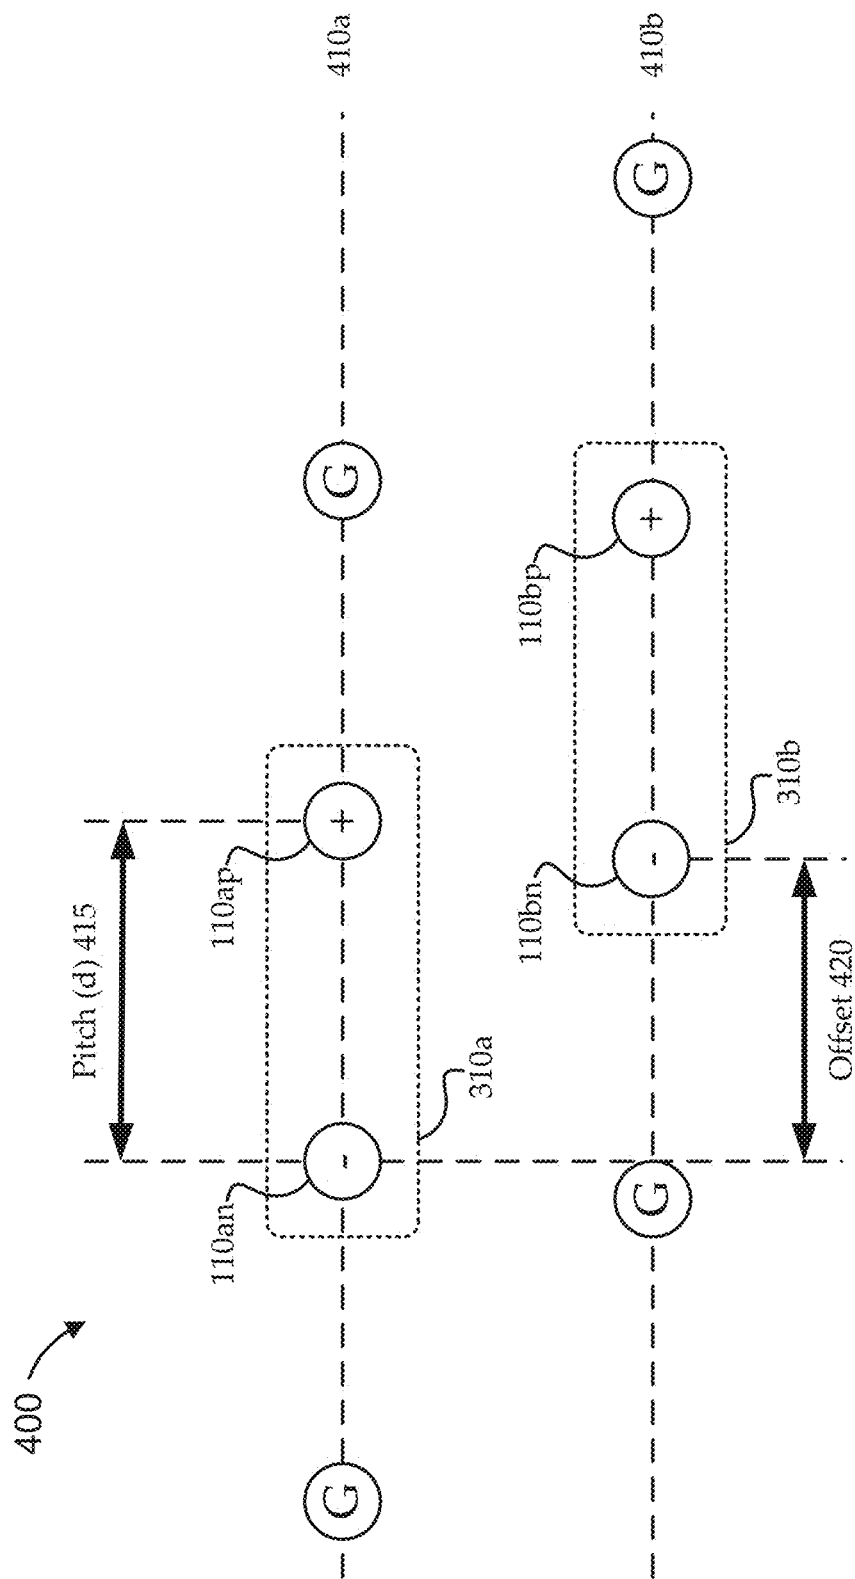 400
Pitch (d) 415
110an
110ap
G
-
+
G
410a
310a
110bn
110bp
G
-
+
G
410b
310b
Offset 420